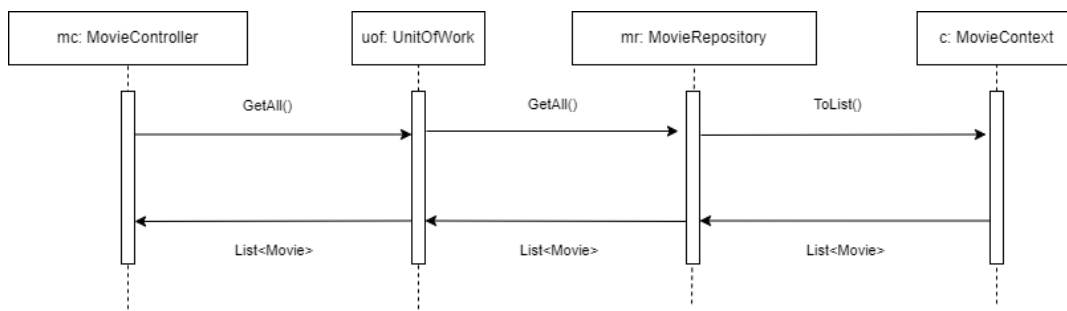 mc: MovieController
uof: UnitOfWork
mr: MovieRepository
c: MovieContext
GetAll()
GetAll()
ToList()
List<Movie>
List<Movie>
List<Movie>